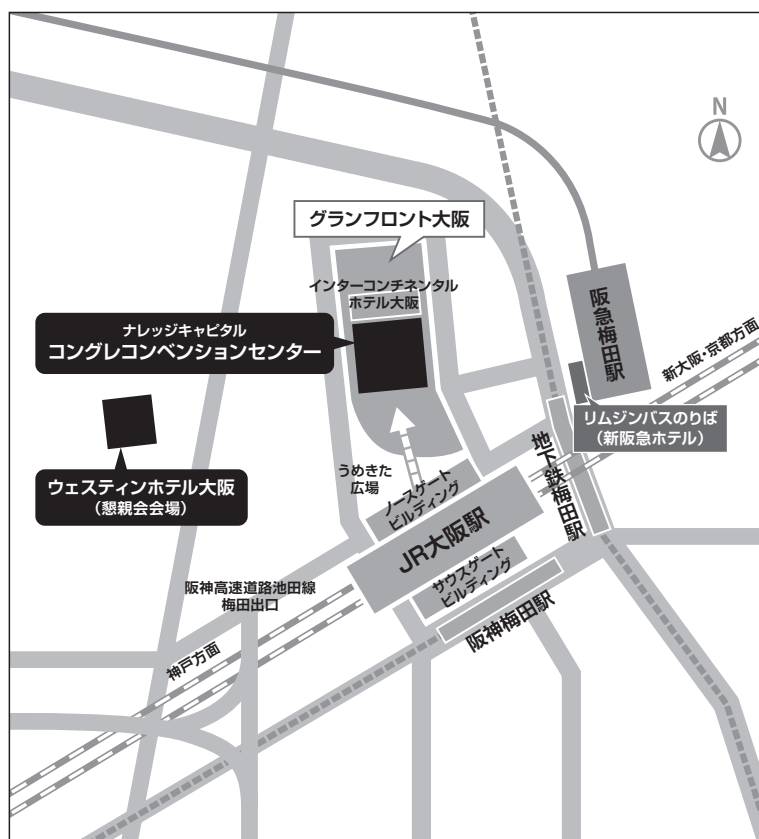 N
グランフロント大阪
インターコンチネンタル
ホテル大阪
ナレッジキャピタル
コングレコンベンションセンター
阪急梅田駅
新大阪・京都方面
リムジンバスのりば
（新阪急ホテル）
ウェスティンホテル大阪
（懇親会会場）
うめきた
広場
ノースゲート
ビルディング
地下鉄梅田駅
JR大阪駅
サウスゲート
ビルディング
阪神高速道路池田線
梅田出口
阪神梅田駅
神戸方面